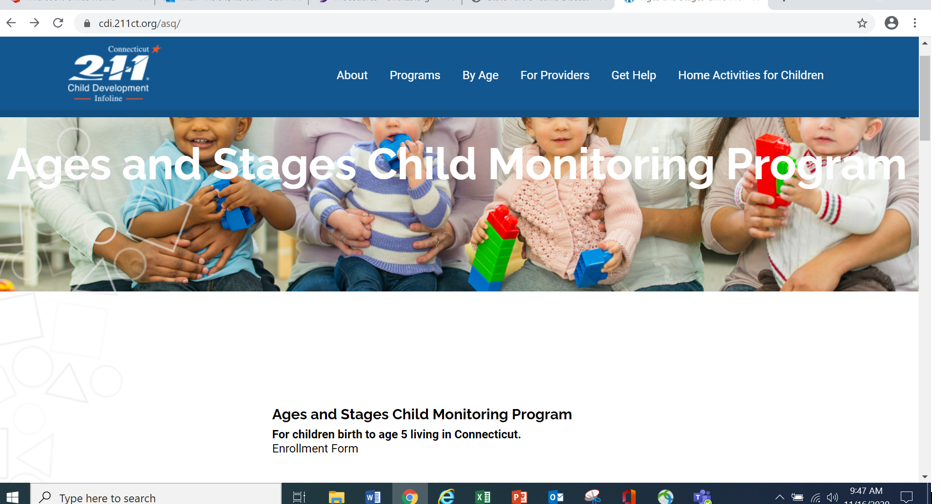 cdi.211ct.org/asq/
Connecticut
2-1-1
Child Development
Infoline
About Programs By Age For Providers Get Help Home Activities for Children
Ages and Stages Child Monitoring Program
Ages and Stages Child Monitoring Program
For children birth to age 5 living in Connecticut.
Enrollment Form
Type here to search
9:47 AM